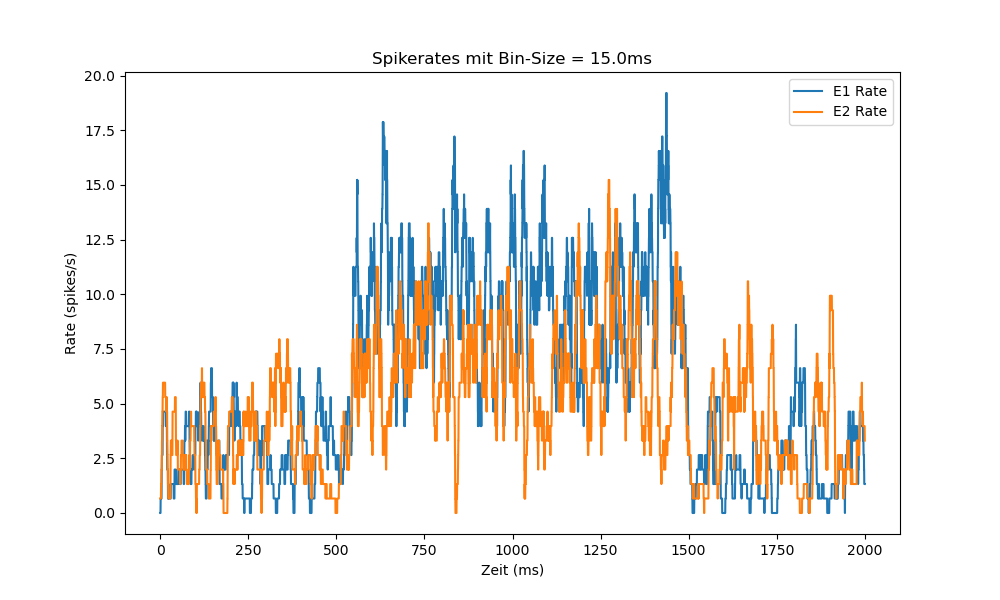 Spikerates mit Bin-Size = 15.0ms
E1 Rate
E2 Rate
20.0
17.5
15.0
12.5
10.0
7.5
5.0
2.5
0.0
Rate (spikes/s)
0 250 500 750 1000 1250 1500 1750 2000
Zeit (ms)